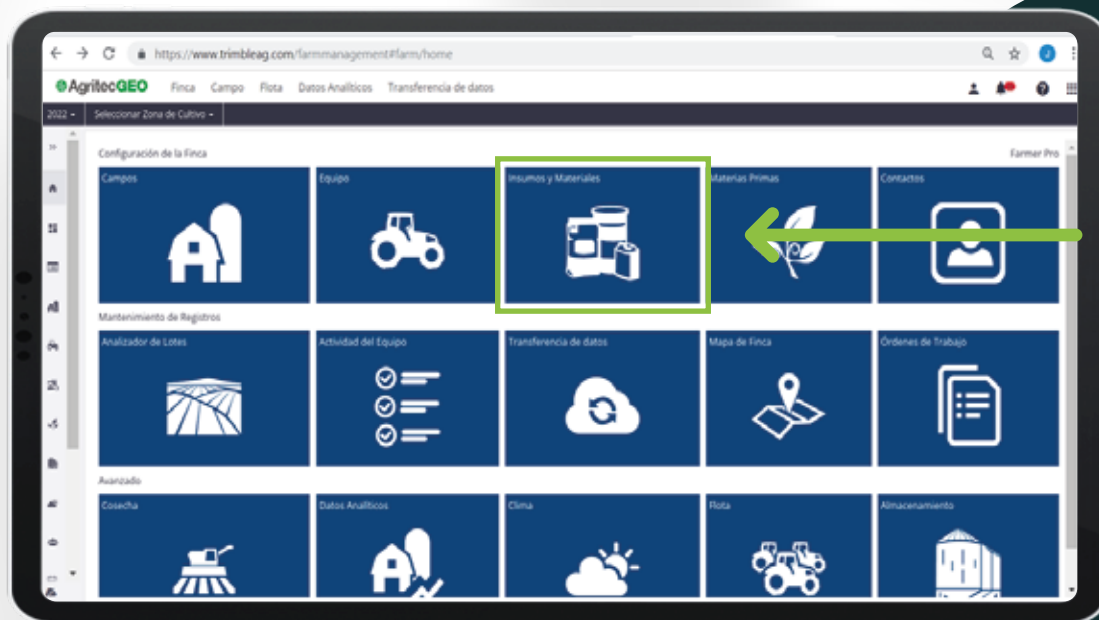 https://www.trimbleag.com/farmmanagement#farm/home
J
AgritecGEO Finca Campo Flota Datos Analíticos Transferencia de datos
2022 Seleccionar Zona de Cultivo
Configuración de la Finca Farmer Pro
Campos Equipo Insumos y Materiales Materias Primas Contactos
Mantenimiento de Registros
Analizador de Lotes Actividad del Equipo Transferencia de datos Mapa de Finca Órdenes de Trabajo
Avanzado
Cosecha Datos Analíticos Clima Flota Almacenamiento